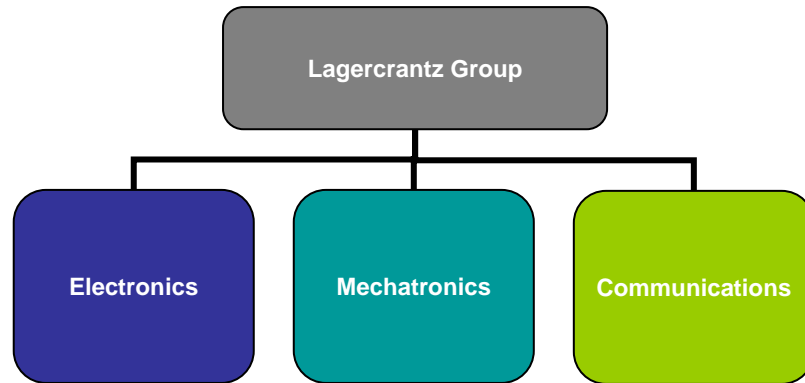 Lagercrantz Group
Electronics
Mechatronics
Communications